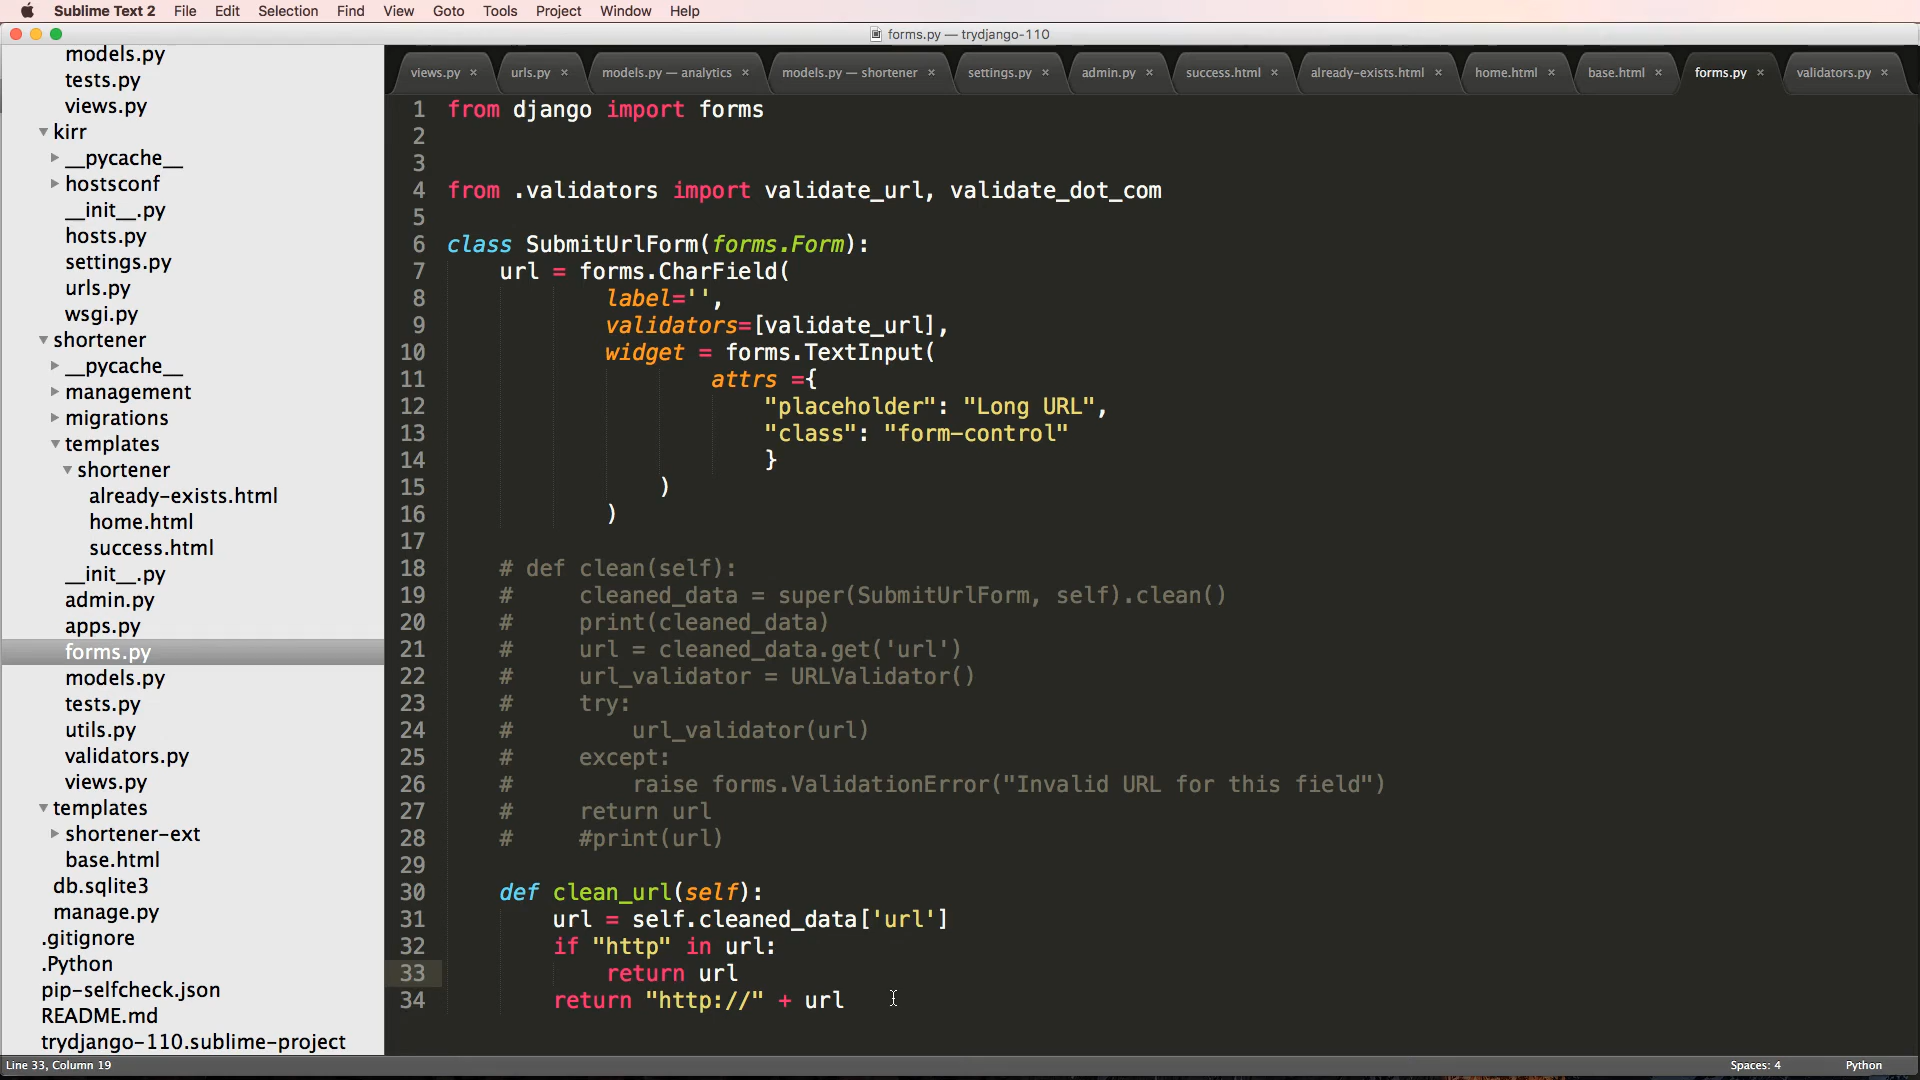 Sublime Text 2 File Edit Selection Find View Goto Tools Project Window Help
forms.py — trydjango-110
views.py × urls.py × models.py — analytics × models.py — shortener × settings.py × admin.py × success.html × already-exists.html × home.html × base.html × forms.py × validators.py ×
models.py
tests.py
views.py
kirr
__pycache__
hostsconf
__init__.py
hosts.py
settings.py
urls.py
wsgi.py
shortener
__pycache__
management
migrations
templates
shortener
already-exists.html
home.html
success.html
__init__.py
admin.py
apps.py
forms.py
models.py
tests.py
utils.py
validators.py
views.py
templates
shortener-ext
base.html
db.sqlite3
manage.py
.gitignore
.Python
pip-selfcheck.json
README.md
trydjango-110.sublime-project
1 from django import forms
2
3
4 from .validators import validate_url, validate_dot_com
5
6 class SubmitUrlForm(forms.Form):
7     url = forms.CharField(
8             label='',
9             validators=[validate_url],
10             widget = forms.TextInput(
11                     attrs ={
12                         "placeholder": "Long URL",
13                         "class": "form-control"
14                         }
15                 )
16             )
17
18     # def clean(self):
19     #     cleaned_data = super(SubmitUrlForm, self).clean()
20     #     print(cleaned_data)
21     #     url = cleaned_data.get('url')
22     #     url_validator = URLValidator()
23     #     try:
24     #         url_validator(url)
25     #     except:
26     #         raise forms.ValidationError("Invalid URL for this field")
27     #     return url
28     #     #print(url)
29
30     def clean_url(self):
31         url = self.cleaned_data['url']
32         if "http" in url:
33             return url
34         return "http://" + url
Line 33, Column 19 Spaces: 4 Python